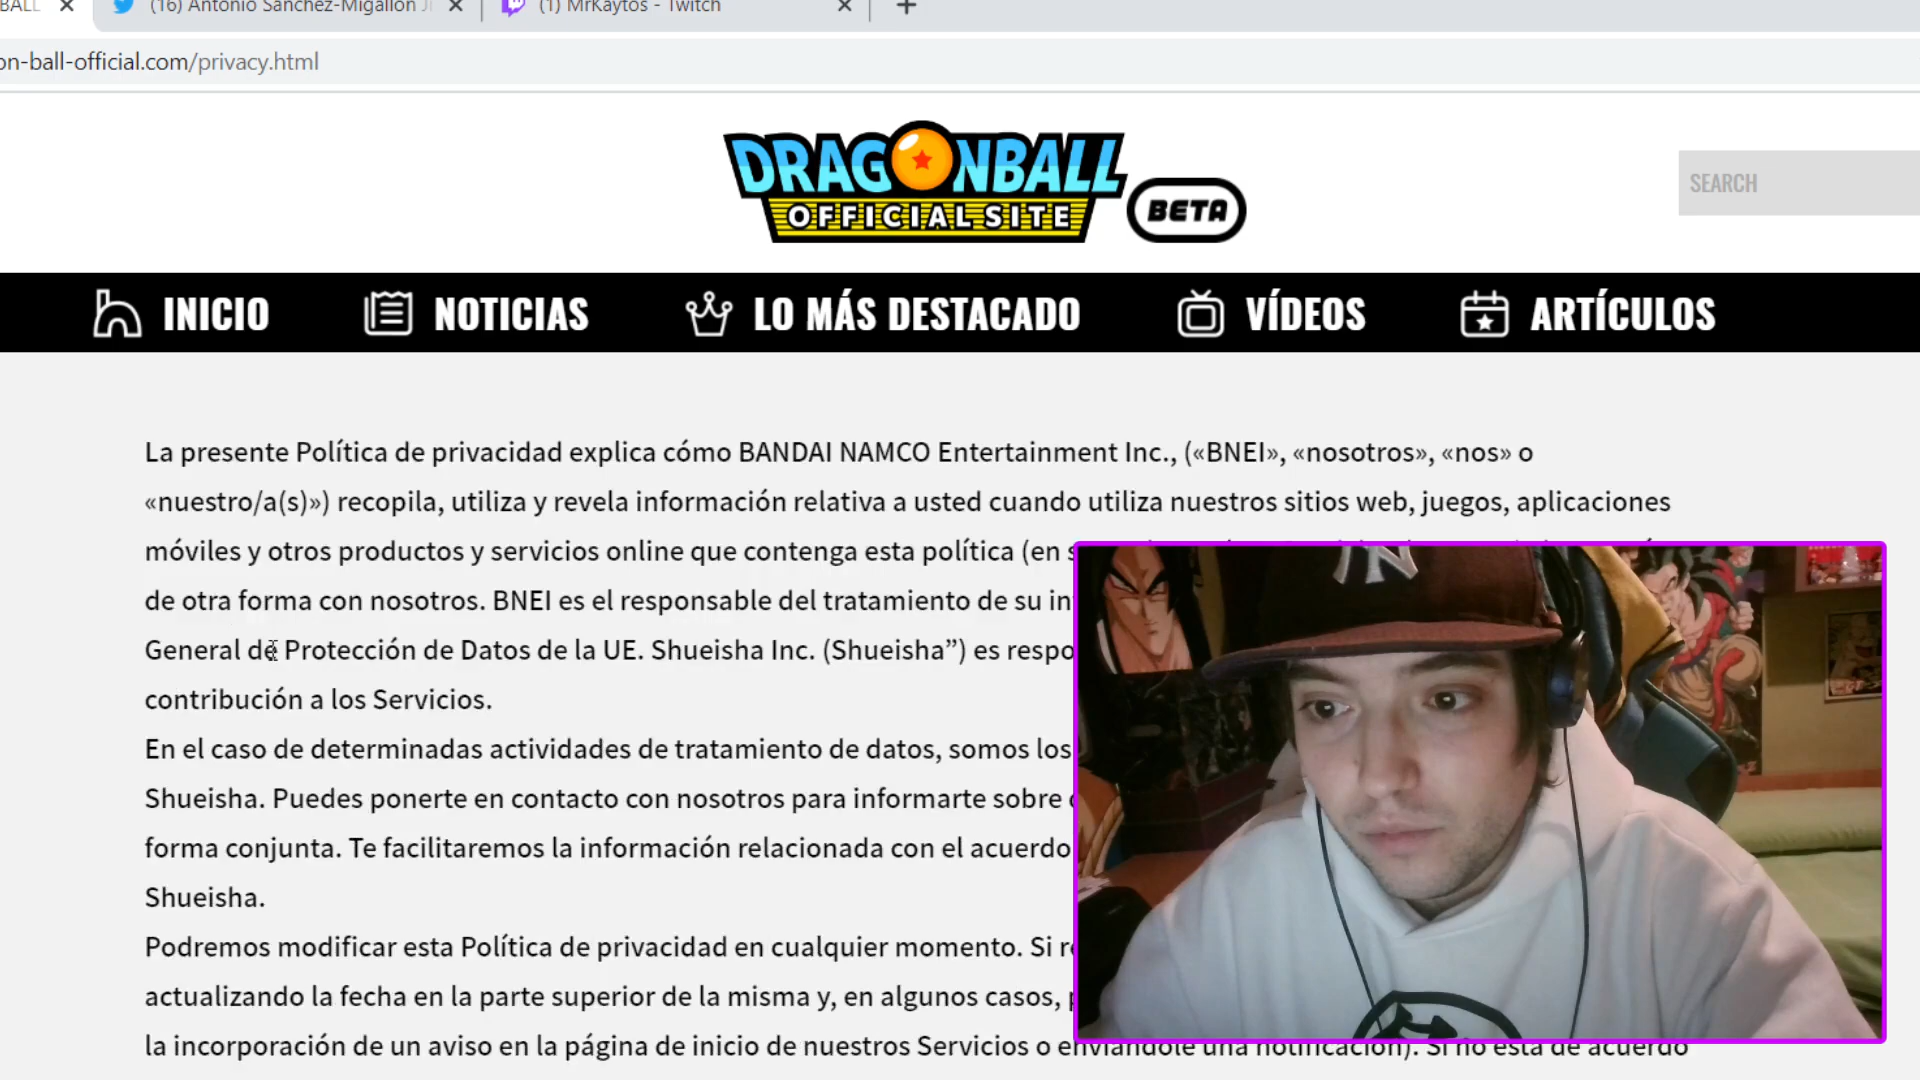 BALL
(16) Antonio Sánchez-Migallón
(1) MrKaytos - Twitch
on-ball-official.com/privacy.html
DRAGONBALL
OFFICIAL SITE
BETA
SEARCH
INICIO
NOTICIAS
LO MÁS DESTACADO
VÍDEOS
ARTÍCULOS
La presente Política de privacidad explica cómo BANDAI NAMCO Entertainment Inc., («BNEI», «nosotros», «nos» o
«nuestro/a(s)») recopila, utiliza y revela información relativa a usted cuando utiliza nuestros sitios web, juegos, aplicaciones
móviles y otros productos y servicios online que contenga esta política (en s
de otra forma con nosotros. BNEI es el responsable del tratamiento de su in
General de Protección de Datos de la UE. Shueisha Inc. (Shueisha”) es respo
contribución a los Servicios.
En el caso de determinadas actividades de tratamiento de datos, somos los
Shueisha. Puedes ponerte en contacto con nosotros para informarte sobre
forma conjunta. Te facilitaremos la información relacionada con el acuerdo
Shueisha.
Podremos modificar esta Política de privacidad en cualquier momento. Si re
actualizando la fecha en la parte superior de la misma y, en algunos casos, p
la incorporación de un aviso en la página de inicio de nuestros Servicios o enviándote una notificación). Si no está de acuerdo
NY